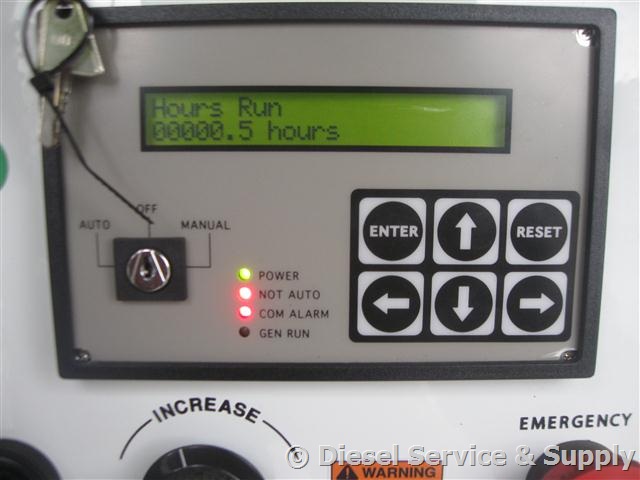 Hours Run
00000.5 hours
OFF
AUTO
MANUAL
ENTER
RESET
POWER
NOT AUTO
COM ALARM
GEN RUN
INCREASE
EMERGENCY
WARNING
© Diesel Service & Supply